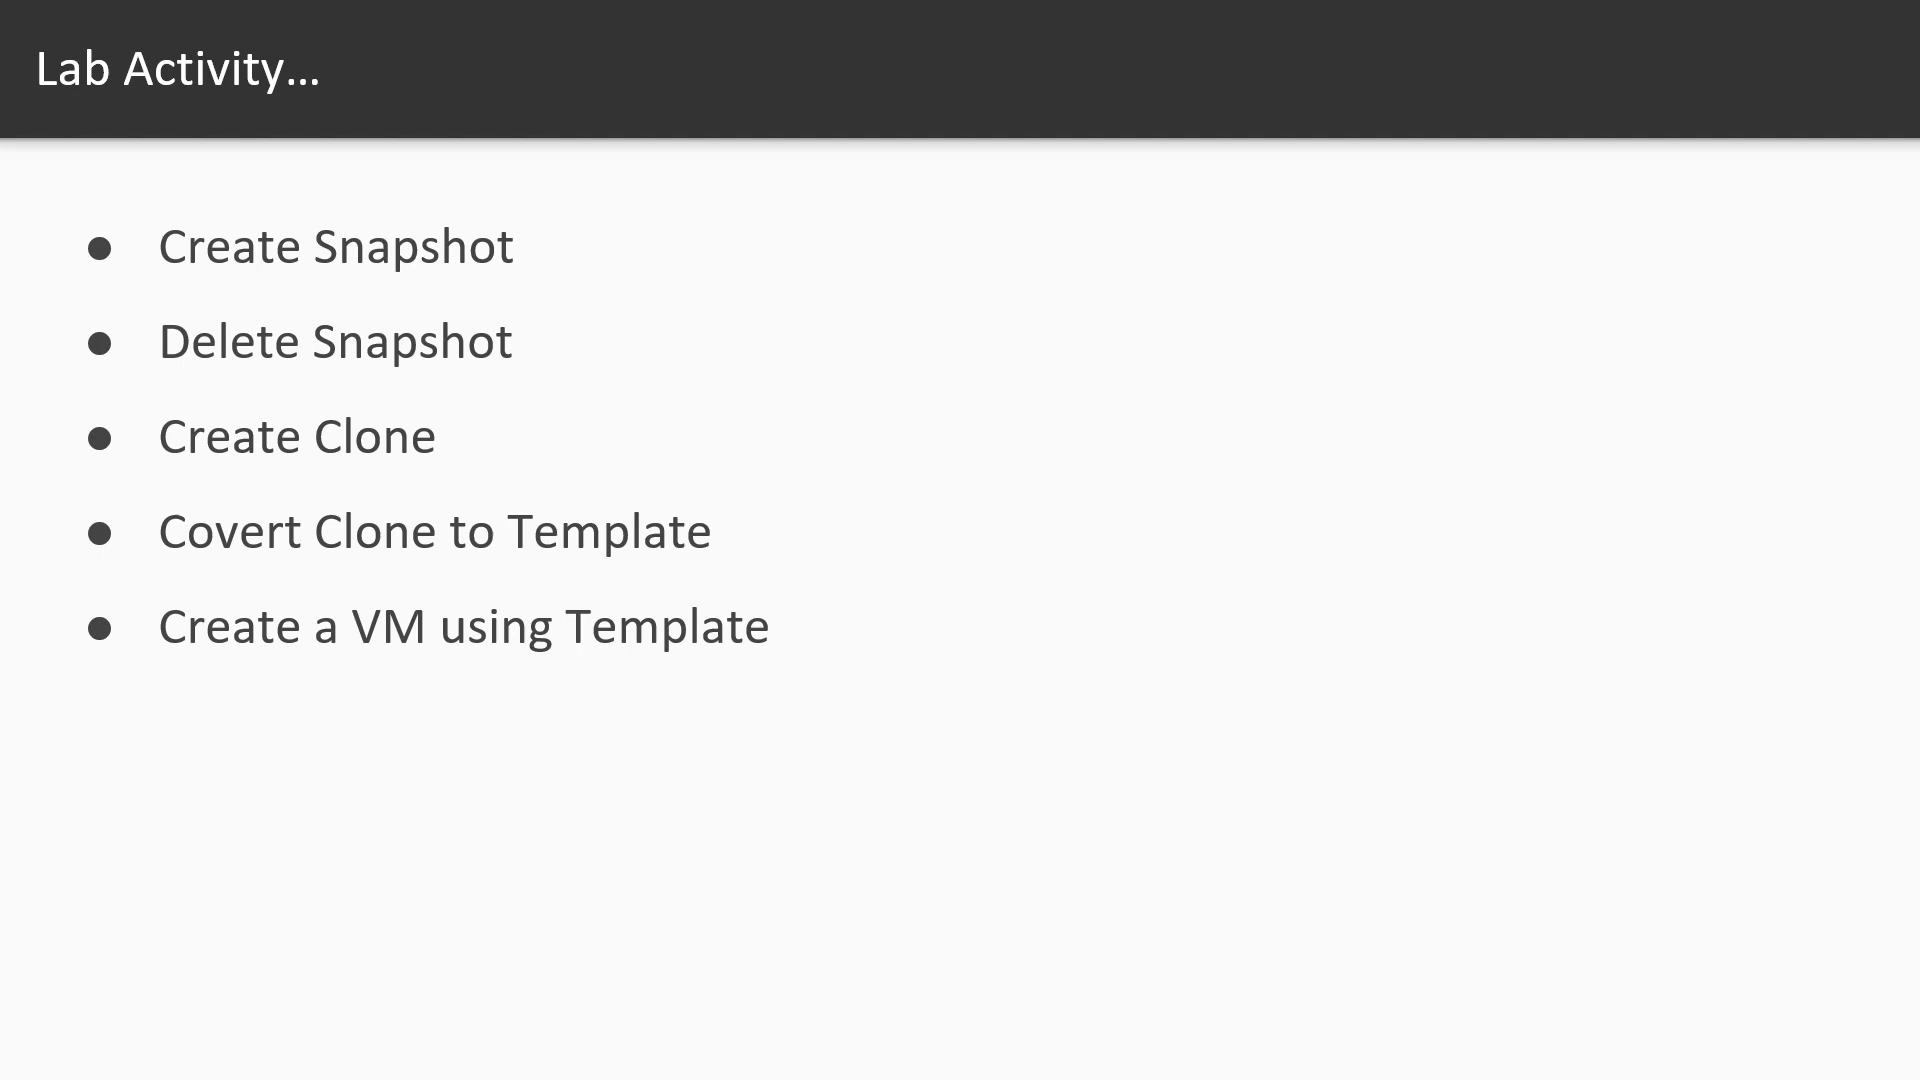 Lab Activity...
● Create Snapshot
● Delete Snapshot
● Create Clone
● Covert Clone to Template
● Create a VM using Template